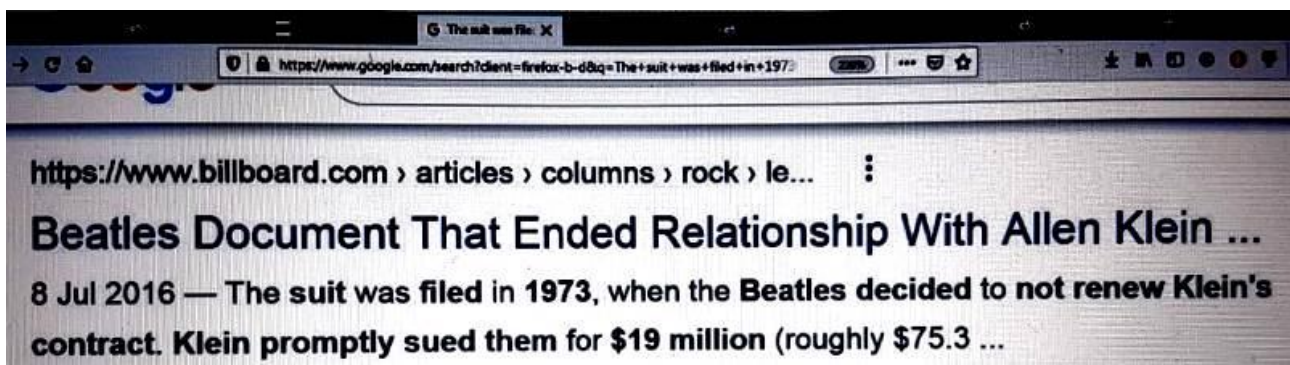 G The suit was file X
https://www.google.com/search?client=firefox-b-d&q=The+suit+was+filed+in+197
https://www.billboard.com › articles › columns › rock › le... ⋮
Beatles Document That Ended Relationship With Allen Klein ...
8 Jul 2016 — The suit was filed in 1973, when the Beatles decided to not renew Klein's
contract. Klein promptly sued them for $19 million (roughly $75.3 ...